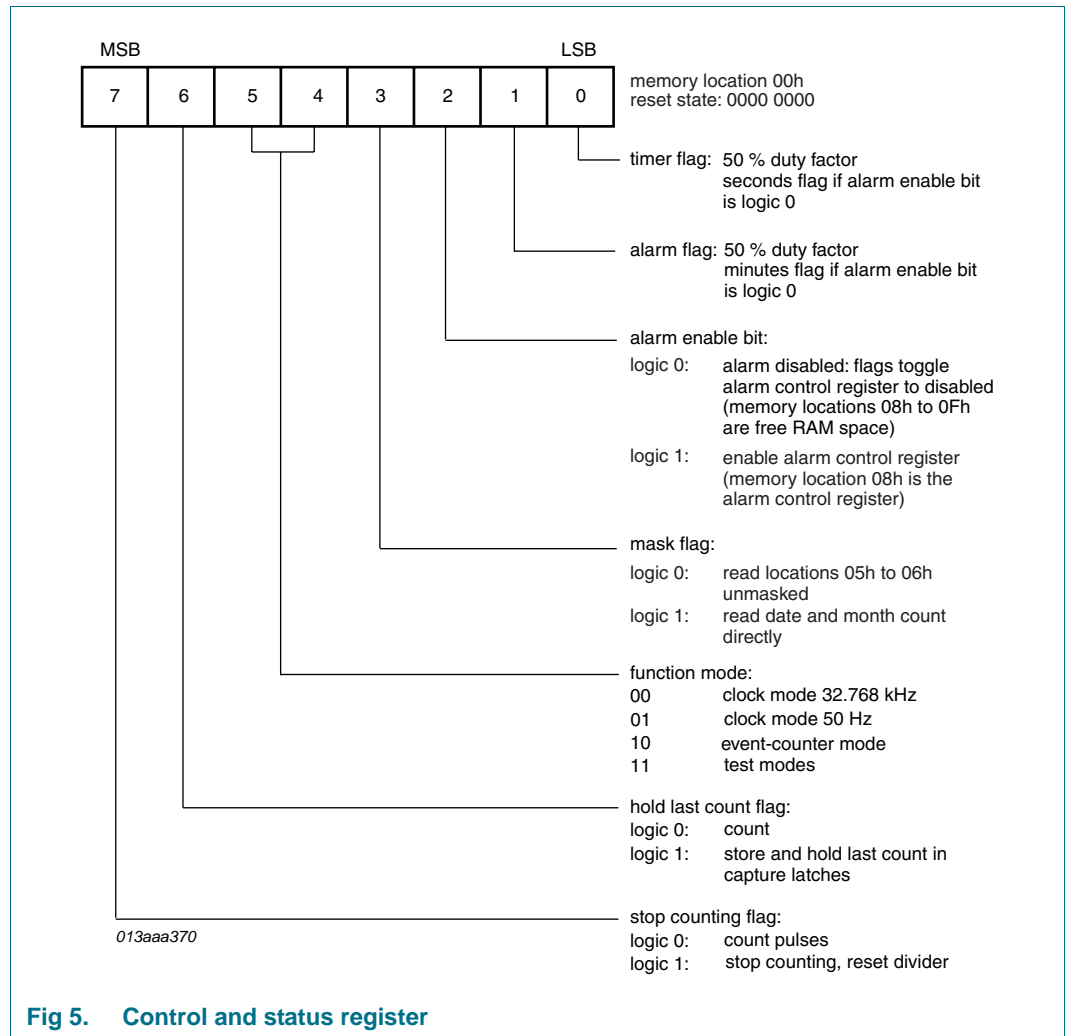 MSB LSB
7 6 5 4 3 2 1 0
memory location 00h
reset state: 0000 0000
timer flag: 50 % duty factor
seconds flag if alarm enable bit
is logic 0
alarm flag: 50 % duty factor
minutes flag if alarm enable bit
is logic 0
alarm enable bit:
logic 0: alarm disabled: flags toggle
alarm control register to disabled
(memory locations 08h to 0Fh
are free RAM space)
logic 1: enable alarm control register
(memory location 08h is the
alarm control register)
mask flag:
logic 0: read locations 05h to 06h
unmasked
logic 1: read date and month count
directly
function mode:
00 clock mode 32.768 kHz
01 clock mode 50 Hz
10 event-counter mode
11 test modes
hold last count flag:
logic 0: count
logic 1: store and hold last count in
capture latches
stop counting flag:
logic 0: count pulses
logic 1: stop counting, reset divider
013aaa370
Fig 5. Control and status register